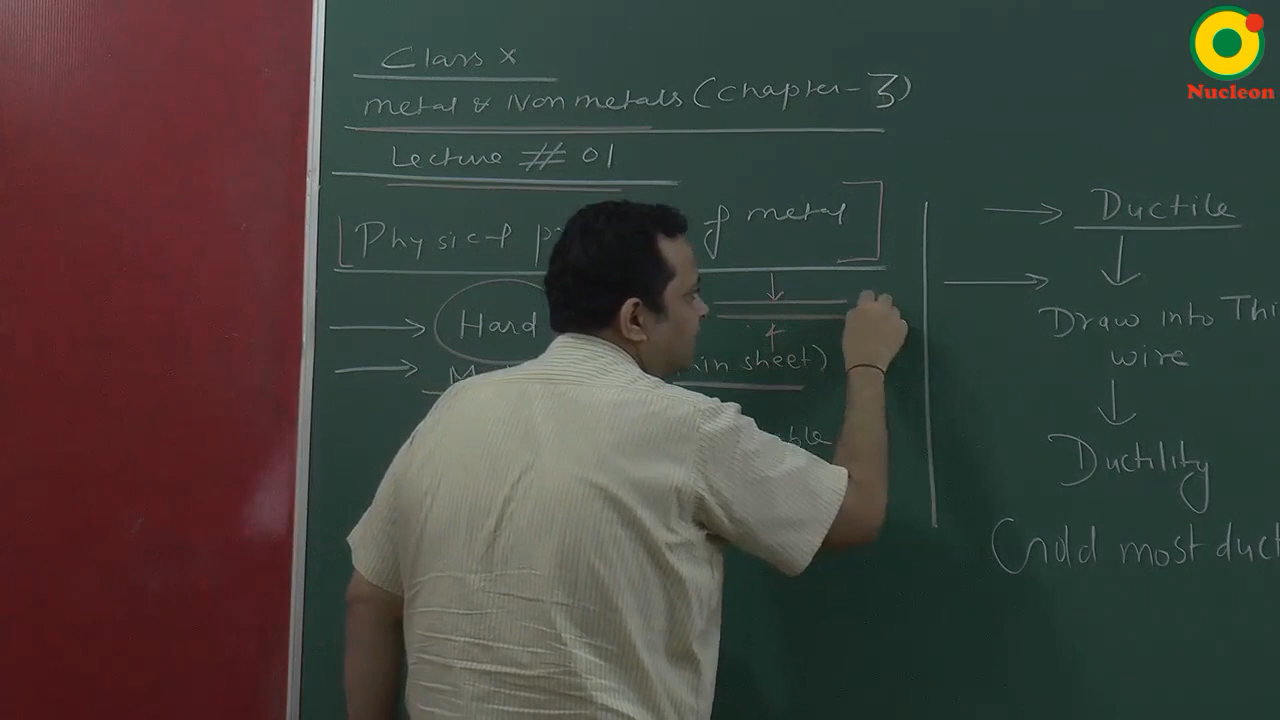 Class X
Metal & Non metals (Chapter-3)
Lecture # 01
Physical of metal
Hard
sheet)
Ductile
Draw into Thi
wire
Ductility
Gold most duct
Nucleon